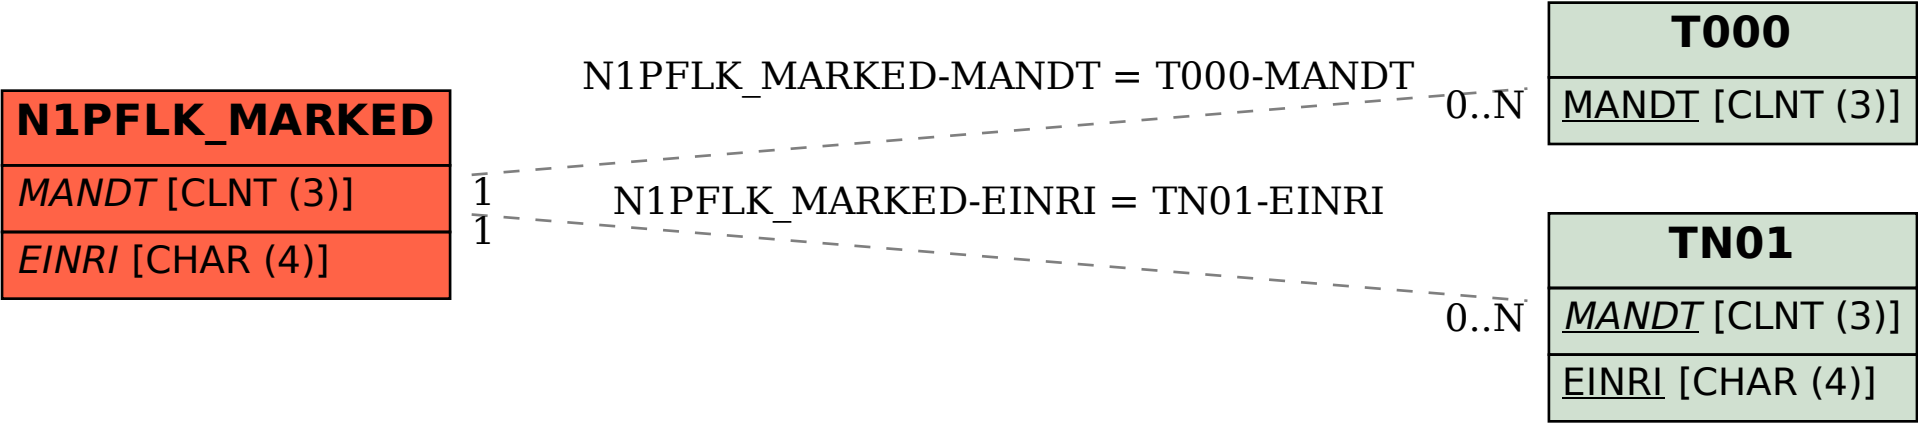 N1PFLK_MARKED
MANDT [CLNT (3)]
EINRI [CHAR (4)]
N1PFLK_MARKED-MANDT = T000-MANDT
1
0..N
N1PFLK_MARKED-EINRI = TN01-EINRI
1
0..N
T000
MANDT [CLNT (3)]
TN01
MANDT [CLNT (3)]
EINRI [CHAR (4)]